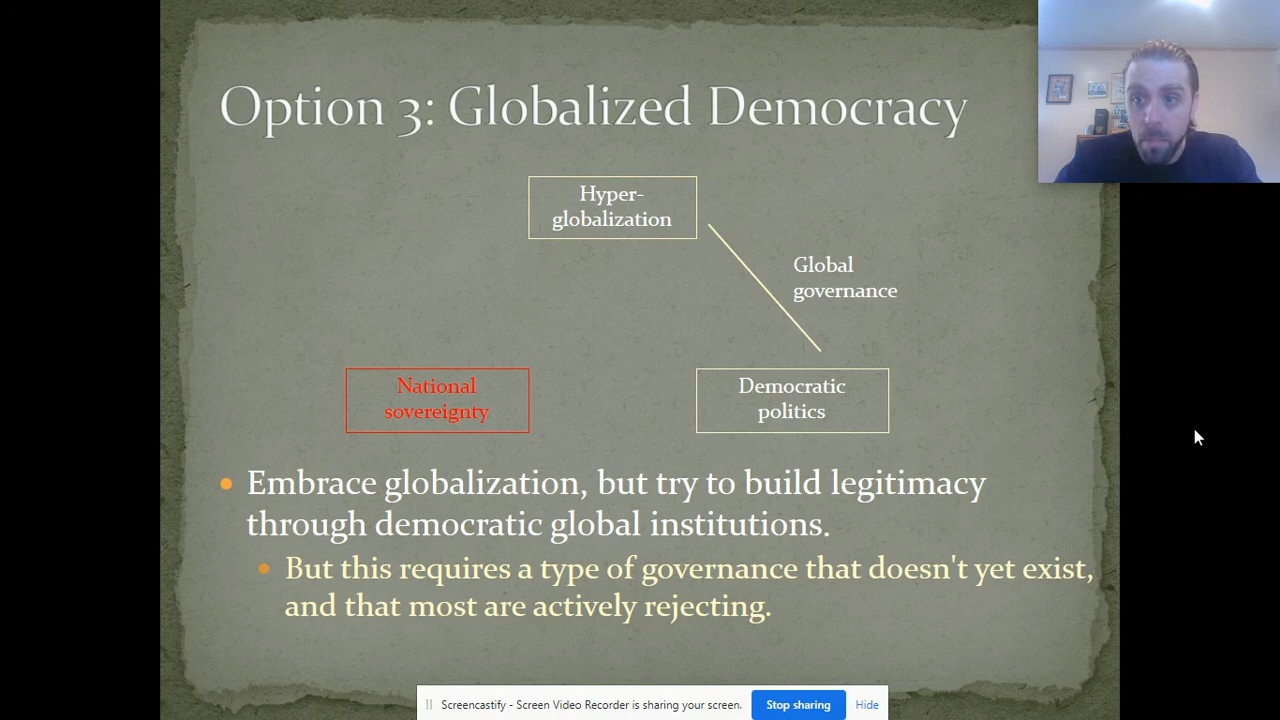 Option 3: Globalized Democracy
Hyper-
globalization
Global
governance
National
sovereignty
Democratic
politics
Embrace globalization, but try to build legitimacy
through democratic global institutions.
But this requires a type of governance that doesn't yet exist,
and that most are actively rejecting.
Screencastify - Screen Video Recorder is sharing your screen. Stop sharing Hide